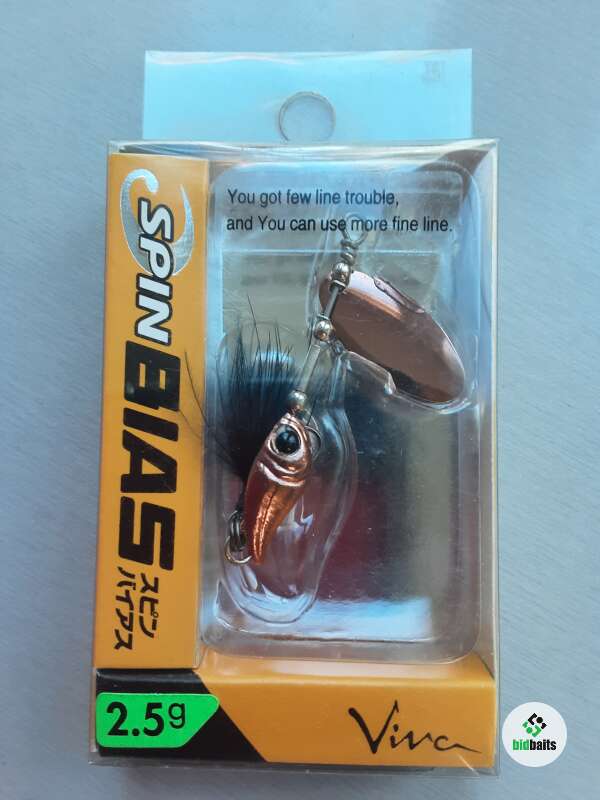 You got few line trouble,
and You can use more fine line.
SPIN
BIAS
スピン
バイアス
2.5g
Viva
bidbaits